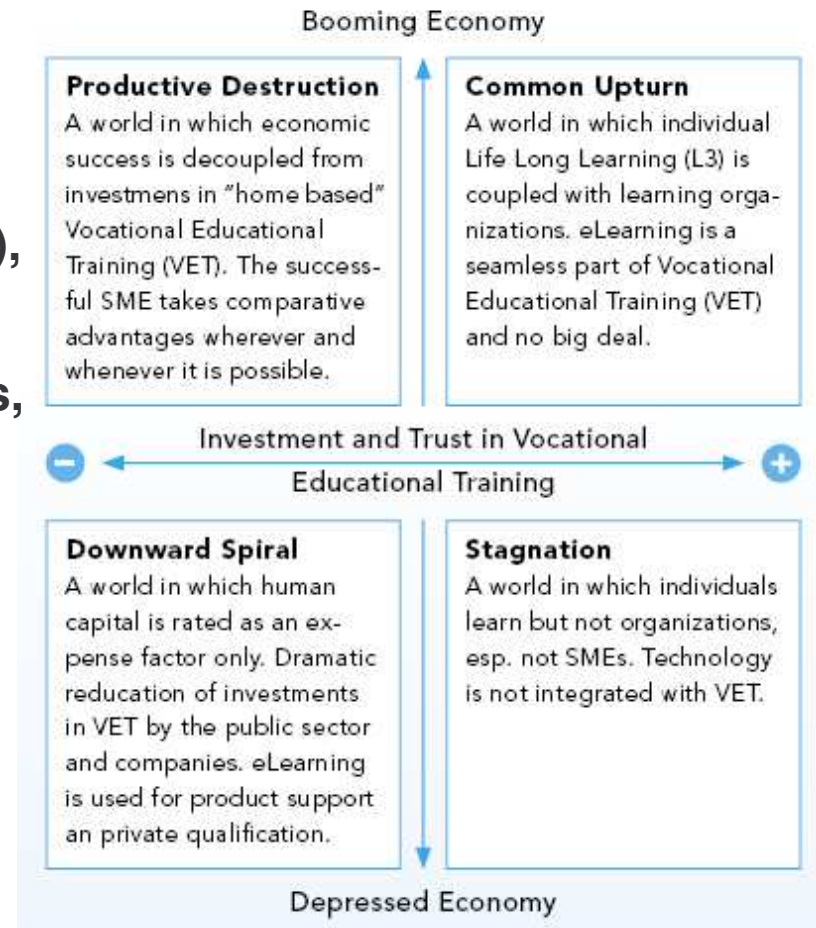 Booming Economy
Productive Destruction
A world in which economic
success is decoupled from
investmens in "home based"
Vocational Educational
Training (VET). The success-
ful SME takes comparative
advantages wherever and
whenever it is possible.
Common Upturn
A world in which individual
Life Long Learning (L3) is
coupled with learning orga-
nizations. eLearning is a
seamless part of Vocational
Educational Training (VET)
and no big deal.
),
s,
Investment and Trust in Vocational
Educational Training
Downward Spiral
A world in which human
capital is rated as an ex-
pense factor only. Dramatic
reducation of investments
in VET by the public sector
and companies. eLearning
is used for product support
an private qualification.
Stagnation
A world in which individuals
learn but not organizations,
esp. not SMEs. Technology
is not integrated with VET.
Depressed Economy